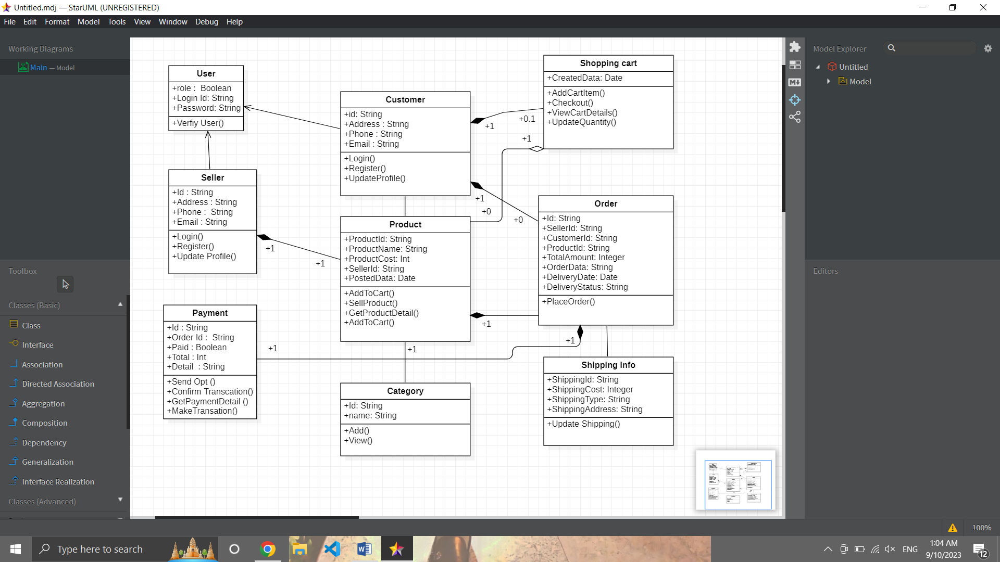 Untitled.mdj — StarUML (UNREGISTERED)
File Edit Format Model Tools View Window Debug Help
Working Diagrams
Main — Model
Toolbox
Classes (Basic)
Class
Interface
Association
Directed Association
Aggregation
Composition
Dependency
Generalization
Interface Realization
Classes (Advanced)
User
+role :  Boolean
+Login Id: String
+Password: String
+Verfiy User()
Customer
+id: String
+Address : String
+Phone : String
+Email : String
+Login()
+Register()
+UpdateProfile()
Shopping cart
+CreatedData: Date
+AddCartItem()
+Checkout()
+ViewCartDetails()
+UpdateQuantity()
+1
+0.1
+1
Seller
+Id : String
+Address : String
+Phone :  String
+Email : String
+Login()
+Register()
+Update Profile()
+1
+1
+1
+0
+0
Product
+ProductId: String
+ProductName: String
+ProductCost: Int
+SellerId: String
+PostedData: Date
+AddToCart()
+SellProduct()
+GetProductDetail()
+AddToCart()
Order
+Id: String
+SellerId: String
+CustomerId: String
+ProductId: String
+TotalAmount: Integer
+OrderData: String
+DeliveryDate: Date
+DeliveryStatus: String
+PlaceOrder()
+1
+1
+1
+1
Payment
+Id : String
+Order Id :  String
+Paid : Boolean
+Total : Int
+Detail  : String
+Send Opt ()
+Confirm Transcation()
+GetPaymentDetail ()
+MakeTransation()
Category
+Id: String
+name: String
+Add()
+View()
Shipping Info
+ShippingId: String
+ShippingCost: Integer
+ShippingType: String
+ShippingAddress: String
+Update Shipping()
Model Explorer
Untitled
Model
Editors
100%
Type here to search
ENG
1:04 AM
9/10/2023
12